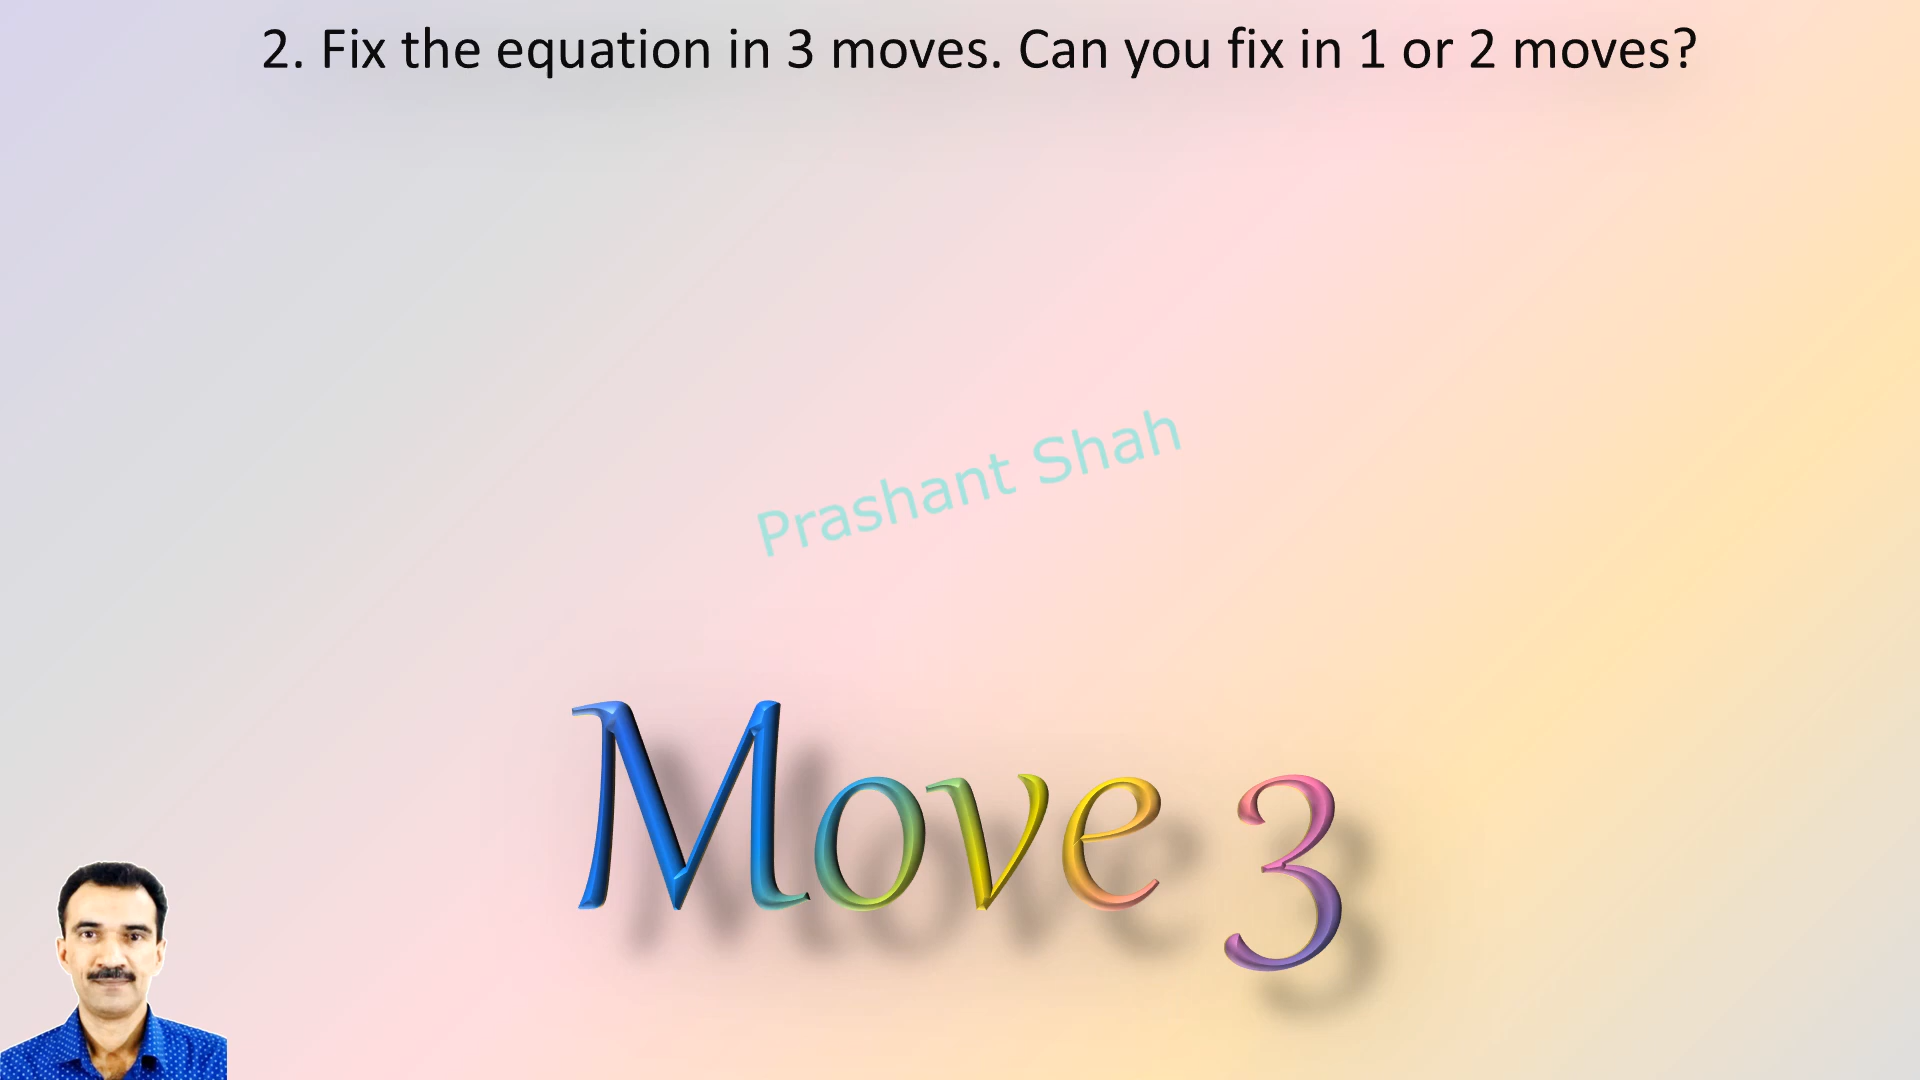 2. Fix the equation in 3 moves. Can you fix in 1 or 2 moves?
Prashant Shah
Move 3